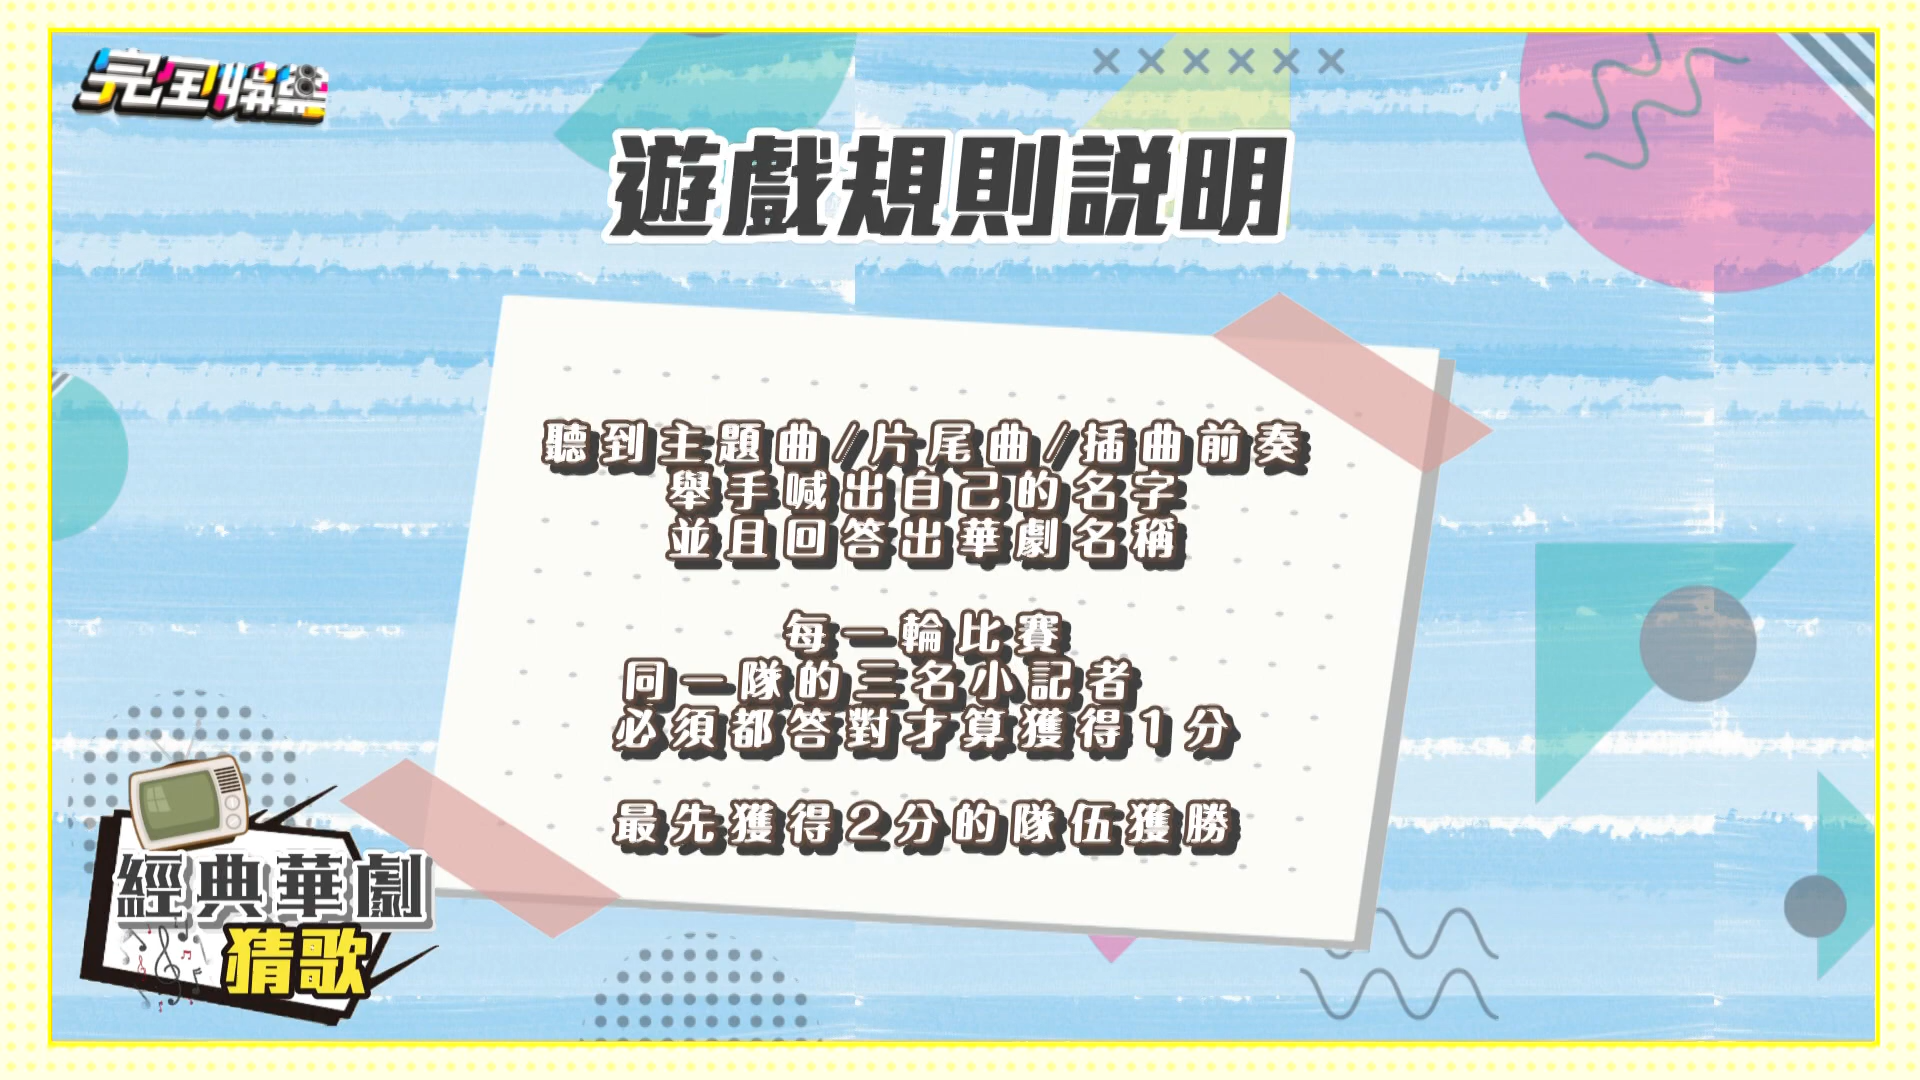 完全娛樂
遊戲規則說明
聽到主題曲/片尾曲/插曲前奏
舉手喊出自己的名字
並且回答出華劇名稱
每一輪比賽
同一隊的三名小記者
必須都答對才算獲得1分
最先獲得2分的隊伍獲勝
經典華劇
猜歌